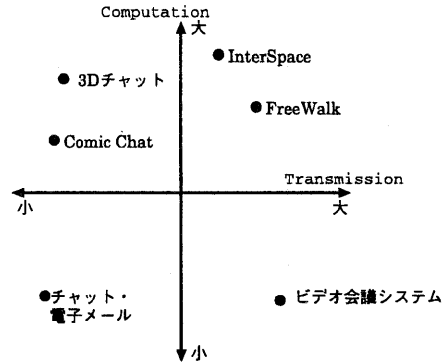 Computation
大
InterSpace
3Dチャット
FreeWalk
Comic Chat
Transmission
小
大
チャット・
電子メール
ビデオ会議システム
小